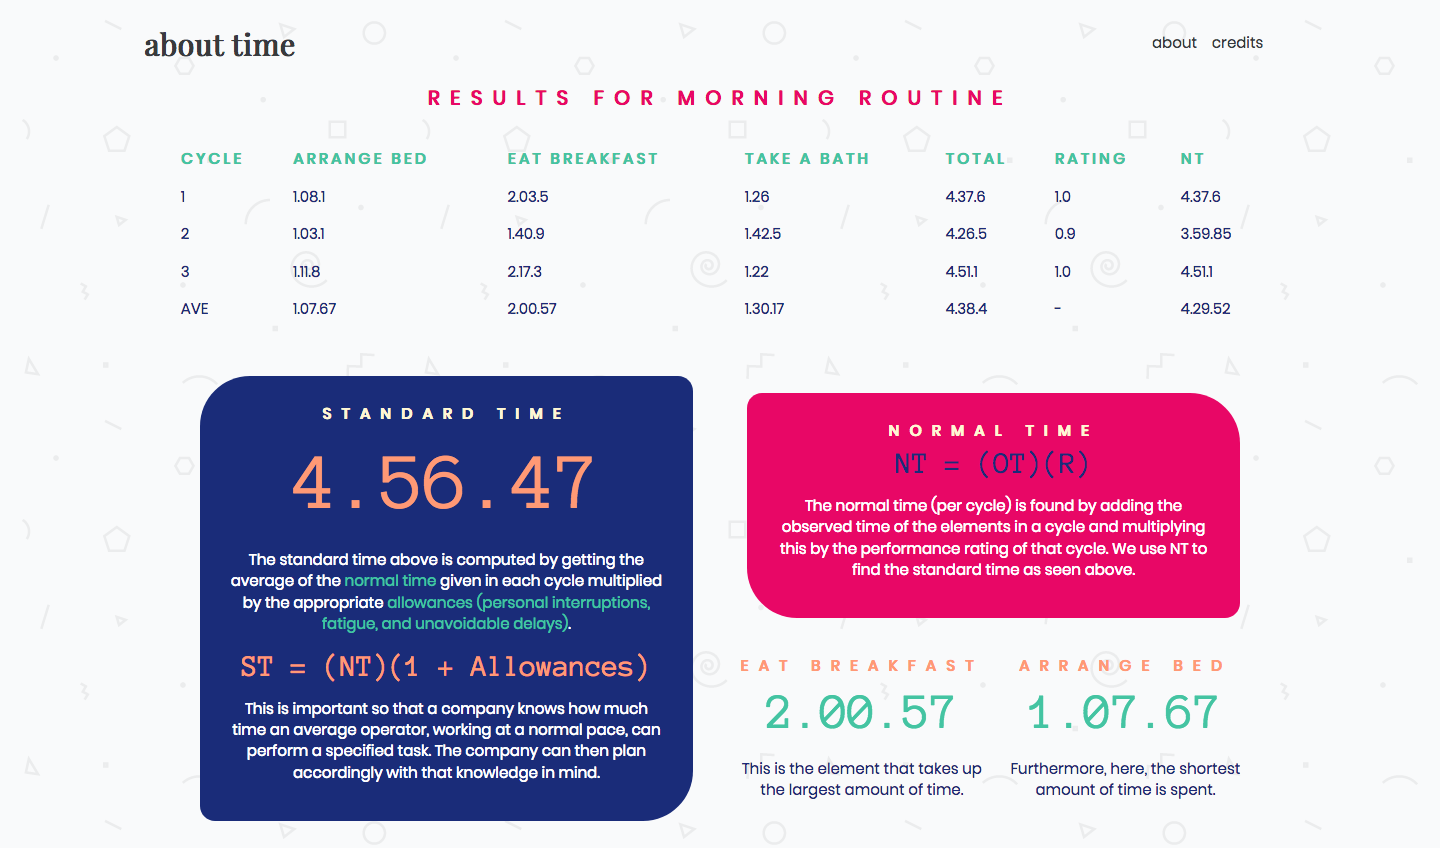 about time
about credits
RESULTS FOR MORNING ROUTINE
CYCLE ARRANGE BED EAT BREAKFAST TAKE A BATH TOTAL RATING NT
1 1.08.1 2.03.5 1.26 4.37.6 1.0 4.37.6
2 1.03.1 1.40.9 1.42.5 4.26.5 0.9 3.59.85
3 1.11.8 2.17.3 1.22 4.51.1 1.0 4.51.1
AVE 1.07.67 2.00.57 1.30.17 4.38.4 - 4.29.52
STANDARD TIME
4.56.47
The standard time above is computed by getting the
average of the normal time given in each cycle multiplied
by the appropriate allowances (personal interruptions,
fatigue, and unavoidable delays).
ST = (NT)(1 + Allowances)
This is important so that a company knows how much
time an average operator, working at a normal pace, can
perform a specified task. The company can then plan
accordingly with that knowledge in mind.
NORMAL TIME
NT = (OT)(R)
The normal time (per cycle) is found by adding the
observed time of the elements in a cycle and multiplying
this by the performance rating of that cycle. We use NT to
find the standard time as seen above.
EAT BREAKFAST
2.00.57
This is the element that takes up
the largest amount of time.
ARRANGE BED
1.07.67
Furthermore, here, the shortest
amount of time is spent.